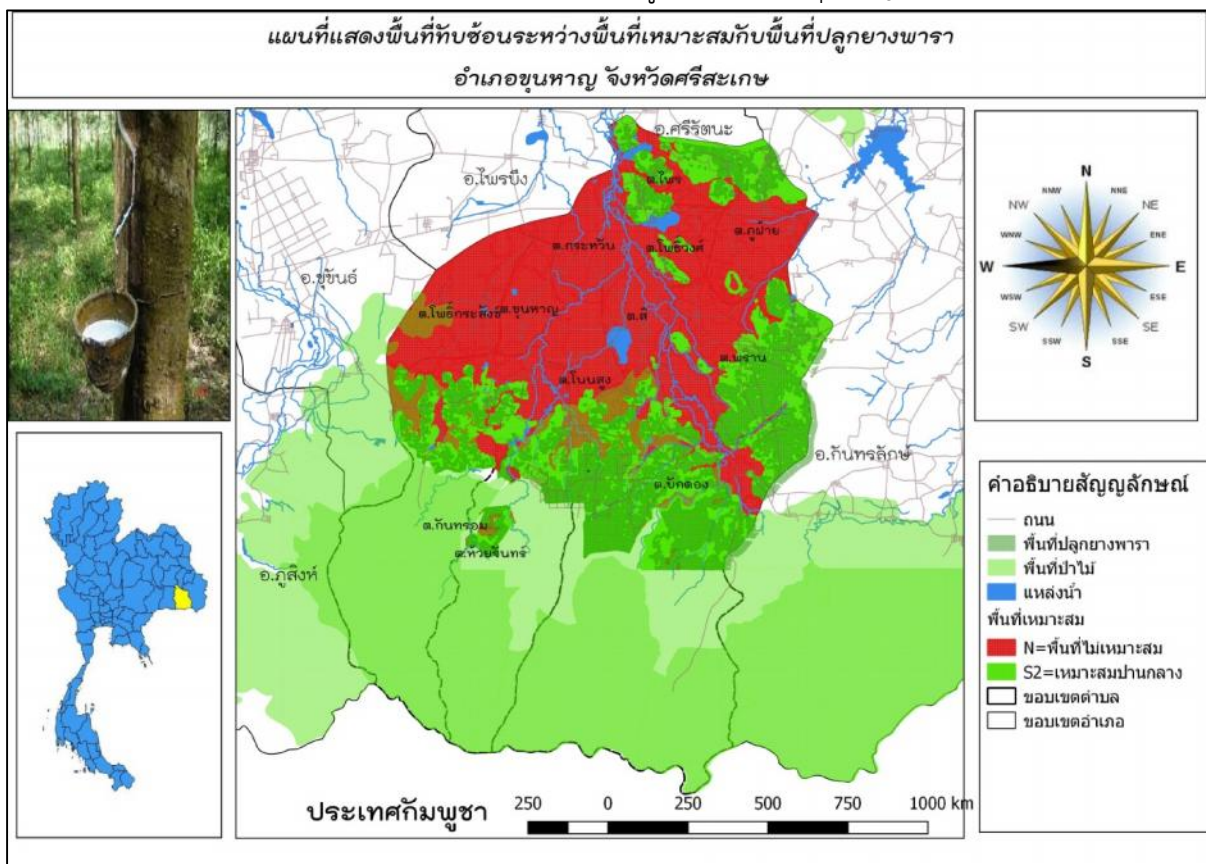 แผนที่แสดงพื้นที่ทับซ้อนระหว่างพื้นที่เหมาะสมกับพื้นที่ปลูกยางพารา
อำเภอขุนหาญ จังหวัดศรีสะเกษ
อ.ศรีรัตนะ
อ.ไพรบึง
ต.ไพร
ต.กระหวัน
ต.โพธิ์วงศ์
ต.ภูฝ้าย
อ.ขุขันธ์
ต.โพธิ์กระสังข์
ต.ขุนหาญ
ต.สิ
ต.พราน
ต.โนนสูง
อ.กันทรลักษ์
ต.บักดอง
ต.กันทรอม
ต.ห้วยจันทร์
อ.ภูสิงห์
ประเทศกัมพูชา
250 0 250 500 750 1000 km
N
NNW NNE
NW NE
WNW ENE
W E
WSW ESE
SW SE
SSW SSE
S
คำอธิบายสัญญลักษณ์
ถนน
พื้นที่ปลูกยางพารา
พื้นที่ป่าไม้
แหล่งน้ำ
พื้นที่เหมาะสม
N=พื้นที่ไม่เหมาะสม
S2=เหมาะสมปานกลาง
ขอบเขตตำบล
ขอบเขตอำเภอ